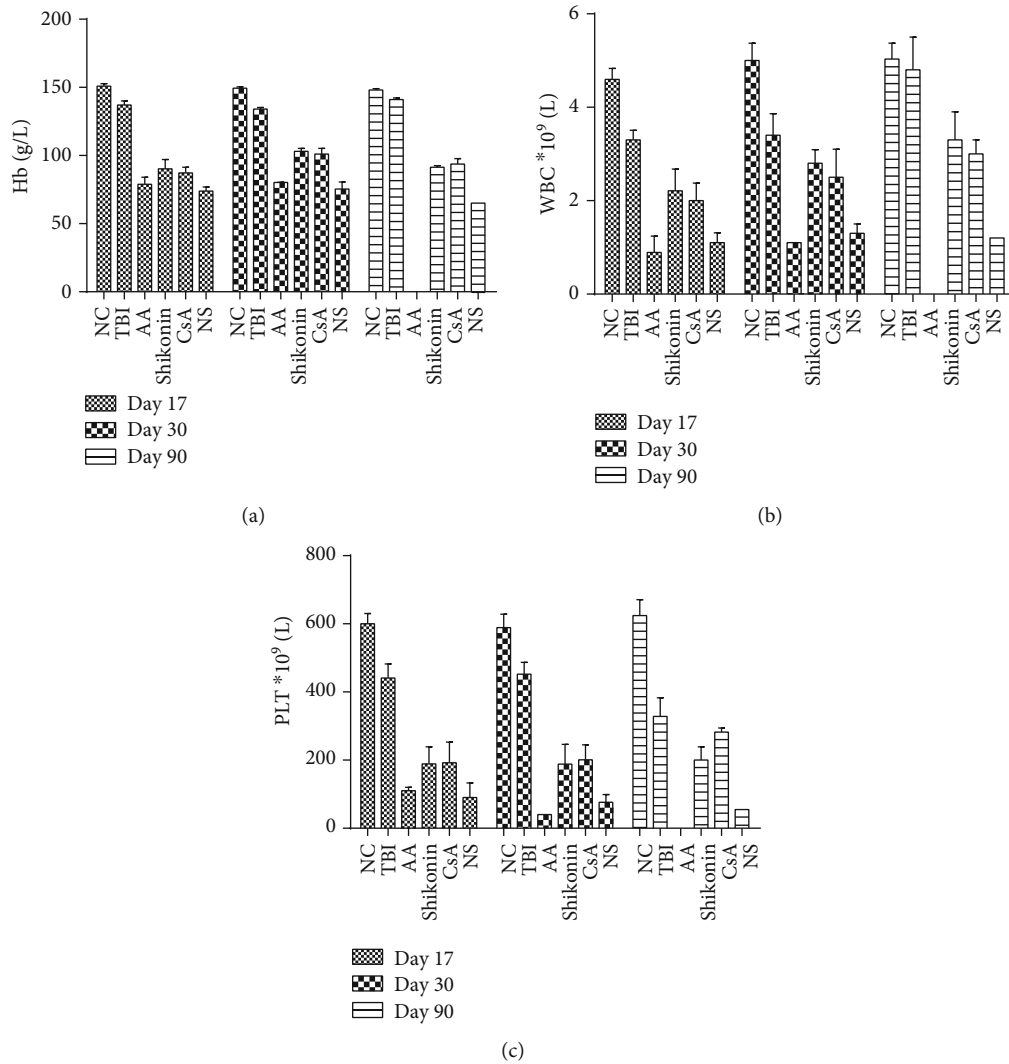 200
150
100
50
0
Hb (g/L)
NC
TBI
AA
Shikonin
CsA
NS
NC
TBI
AA
Shikonin
CsA
NS
NC
TBI
AA
Shikonin
CsA
NS
Day 17
Day 30
Day 90
(a)
6
4
2
0
WBC *10^9 (L)
NC
TBI
AA
Shikonin
CsA
NS
NC
TBI
AA
Shikonin
CsA
NS
NC
TBI
AA
Shikonin
CsA
NS
Day 17
Day 30
Day 90
(b)
800
600
400
200
0
PLT *10^9 (L)
NC
TBI
AA
Shikonin
CsA
NS
NC
TBI
AA
Shikonin
CsA
NS
NC
TBI
AA
Shikonin
CsA
NS
Day 17
Day 30
Day 90
(c)